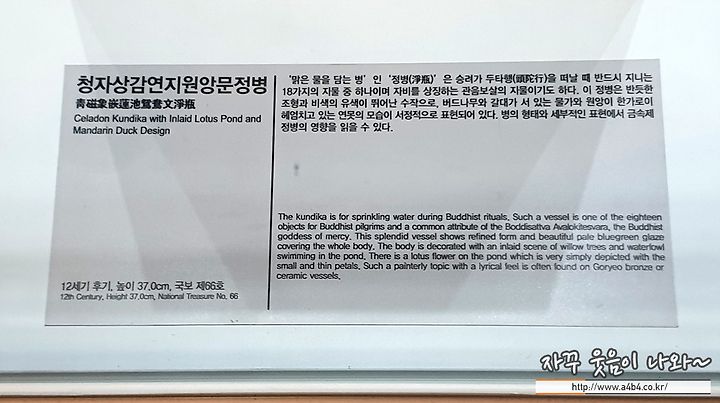 청자상감연지원앙문정병
靑磁象嵌蓮池鴛鴦文淨瓶
Celadon Kundika with Inlaid Lotus Pond and
Mandarin Duck Design
12세기 후기, 높이 37.0cm, 국보 제66호
12th Century, Height 37.0cm, National Treasure No. 66
‘맑은 물을 담는 병’인 ‘정병(淨瓶)’은 승려가 두타행(頭陀行)을 떠날 때 반드시 지니는
18가지의 지물 중 하나이며 자비를 상징하는 관음보살의 지물이기도 하다. 이 정병은 반듯한
조형과 비색의 유색이 뛰어난 수작으로, 버드나무와 갈대가 서 있는 물가와 원앙이 한가로이
헤엄치고 있는 연못의 모습이 서정적으로 표현되어 있다. 병의 형태와 세부적인 표현에서 금속제
정병의 영향을 읽을 수 있다.
The kundika is for sprinkling water during Buddhist rituals. Such a vessel is one of the eighteen
objects for Buddhist pilgrims and a common attribute of the Boddisattva Avalokitesvara, the Buddhist
goddess of mercy. This splendid vessel shows refined form and beautiful pale bluegreen glaze
covering the whole body. The body is decorated with an inlaid scene of willow trees and waterfowl
swimming in the pond. There is a lotus flower on the pond which is very simply depicted with the
small and thin petals. Such a painterly topic with a lyrical feel is often found on Goryeo bronze or
ceramic vessels.
자꾸 웃음이 나와~
http://www.a4b4.co.kr/